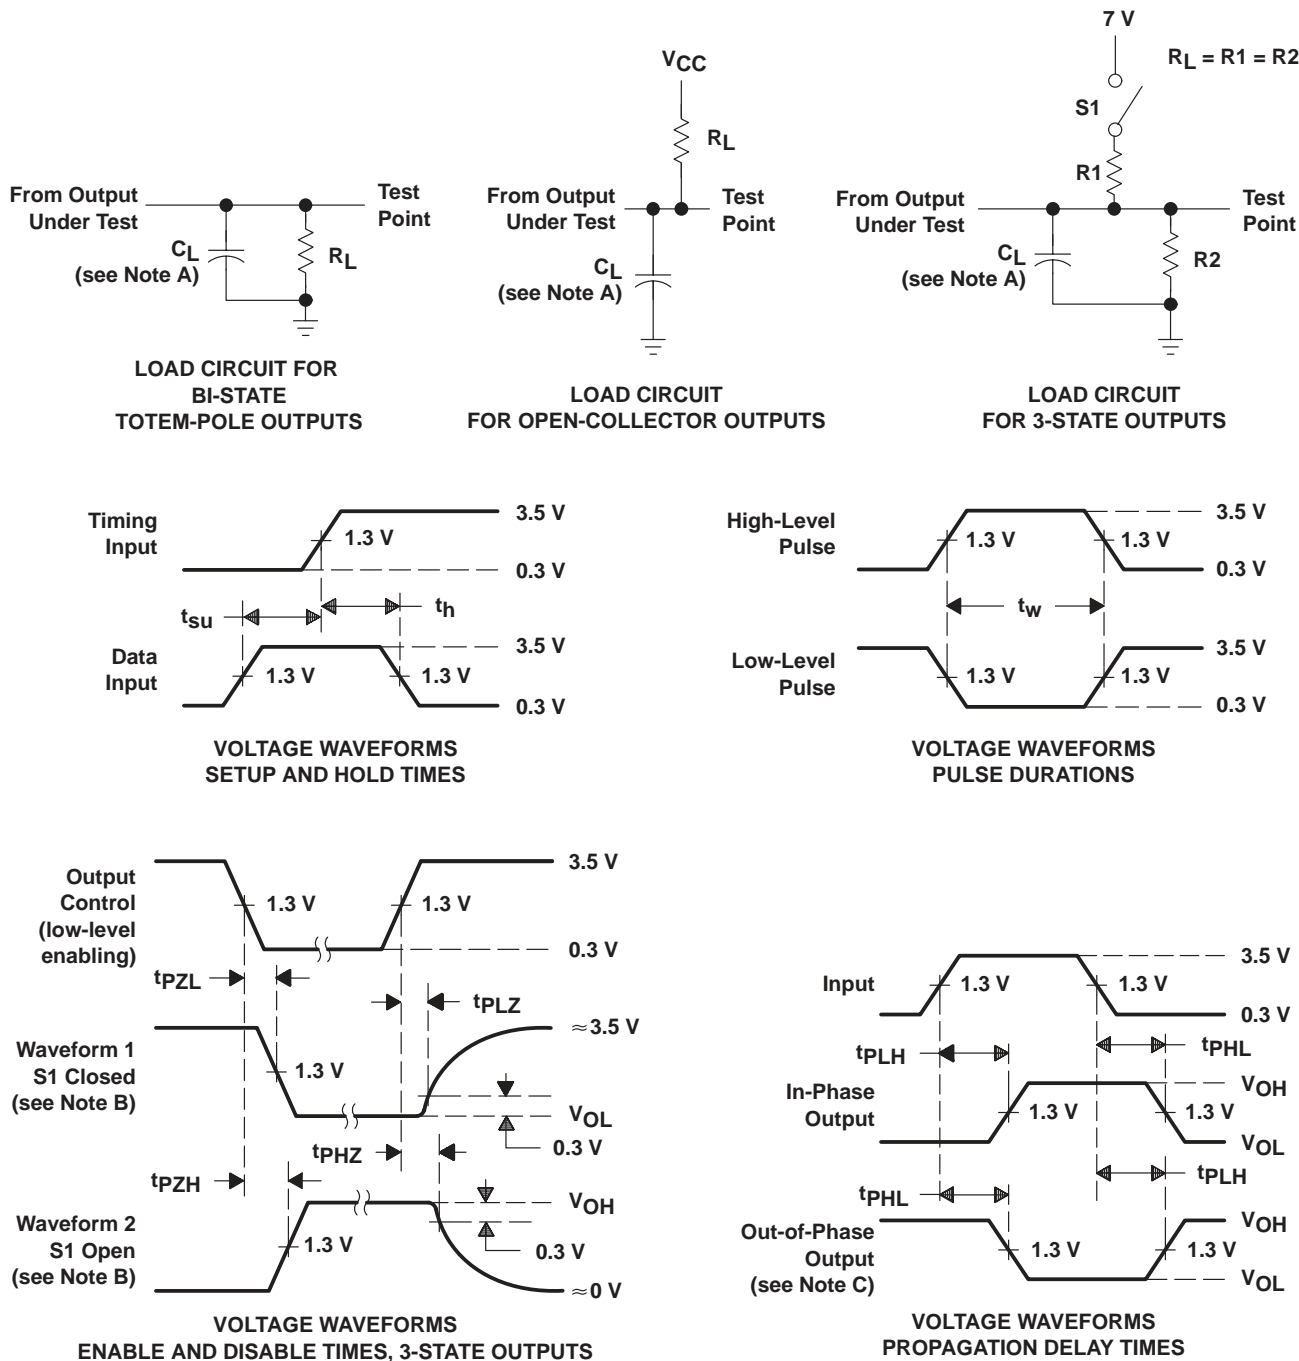 From Output
Under Test
Test
Point
CL
(see Note A)
RL
LOAD CIRCUIT FOR
BI-STATE
TOTEM-POLE OUTPUTS
VCC
RL
From Output
Under Test
Test
Point
CL
(see Note A)
LOAD CIRCUIT
FOR OPEN-COLLECTOR OUTPUTS
7 V
RL = R1 = R2
S1
R1
From Output
Under Test
Test
Point
CL
(see Note A)
R2
LOAD CIRCUIT
FOR 3-STATE OUTPUTS
Timing
Input
3.5 V
1.3 V
0.3 V
tsu
th
Data
Input
3.5 V
1.3 V
1.3 V
0.3 V
VOLTAGE WAVEFORMS
SETUP AND HOLD TIMES
High-Level
Pulse
3.5 V
1.3 V
1.3 V
0.3 V
tw
Low-Level
Pulse
3.5 V
1.3 V
1.3 V
0.3 V
VOLTAGE WAVEFORMS
PULSE DURATIONS
Output
Control
(low-level
enabling)
3.5 V
1.3 V
1.3 V
0.3 V
tPZL
tPLZ
Waveform 1
S1 Closed
(see Note B)
≈3.5 V
1.3 V
VOL
0.3 V
tPHZ
tPZH
Waveform 2
S1 Open
(see Note B)
VOH
1.3 V
0.3 V
≈0 V
VOLTAGE WAVEFORMS
ENABLE AND DISABLE TIMES, 3-STATE OUTPUTS
Input
3.5 V
1.3 V
1.3 V
0.3 V
tPLH
tPHL
In-Phase
Output
VOH
1.3 V
1.3 V
VOL
tPHL
tPLH
Out-of-Phase
Output
(see Note C)
VOH
1.3 V
1.3 V
VOL
VOLTAGE WAVEFORMS
PROPAGATION DELAY TIMES